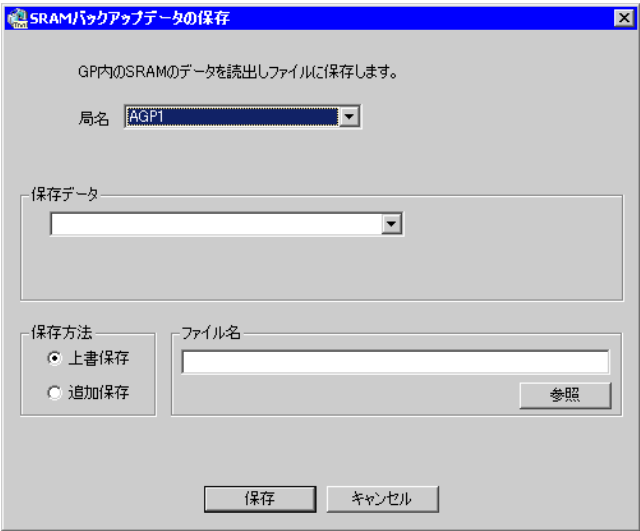 SRAMバックアップデータの保存
GP内のSRAMのデータを読出しファイルに保存します。
局名 AGP1
保存データ
保存方法
上書保存
追加保存
ファイル名
参照
保存 キャンセル